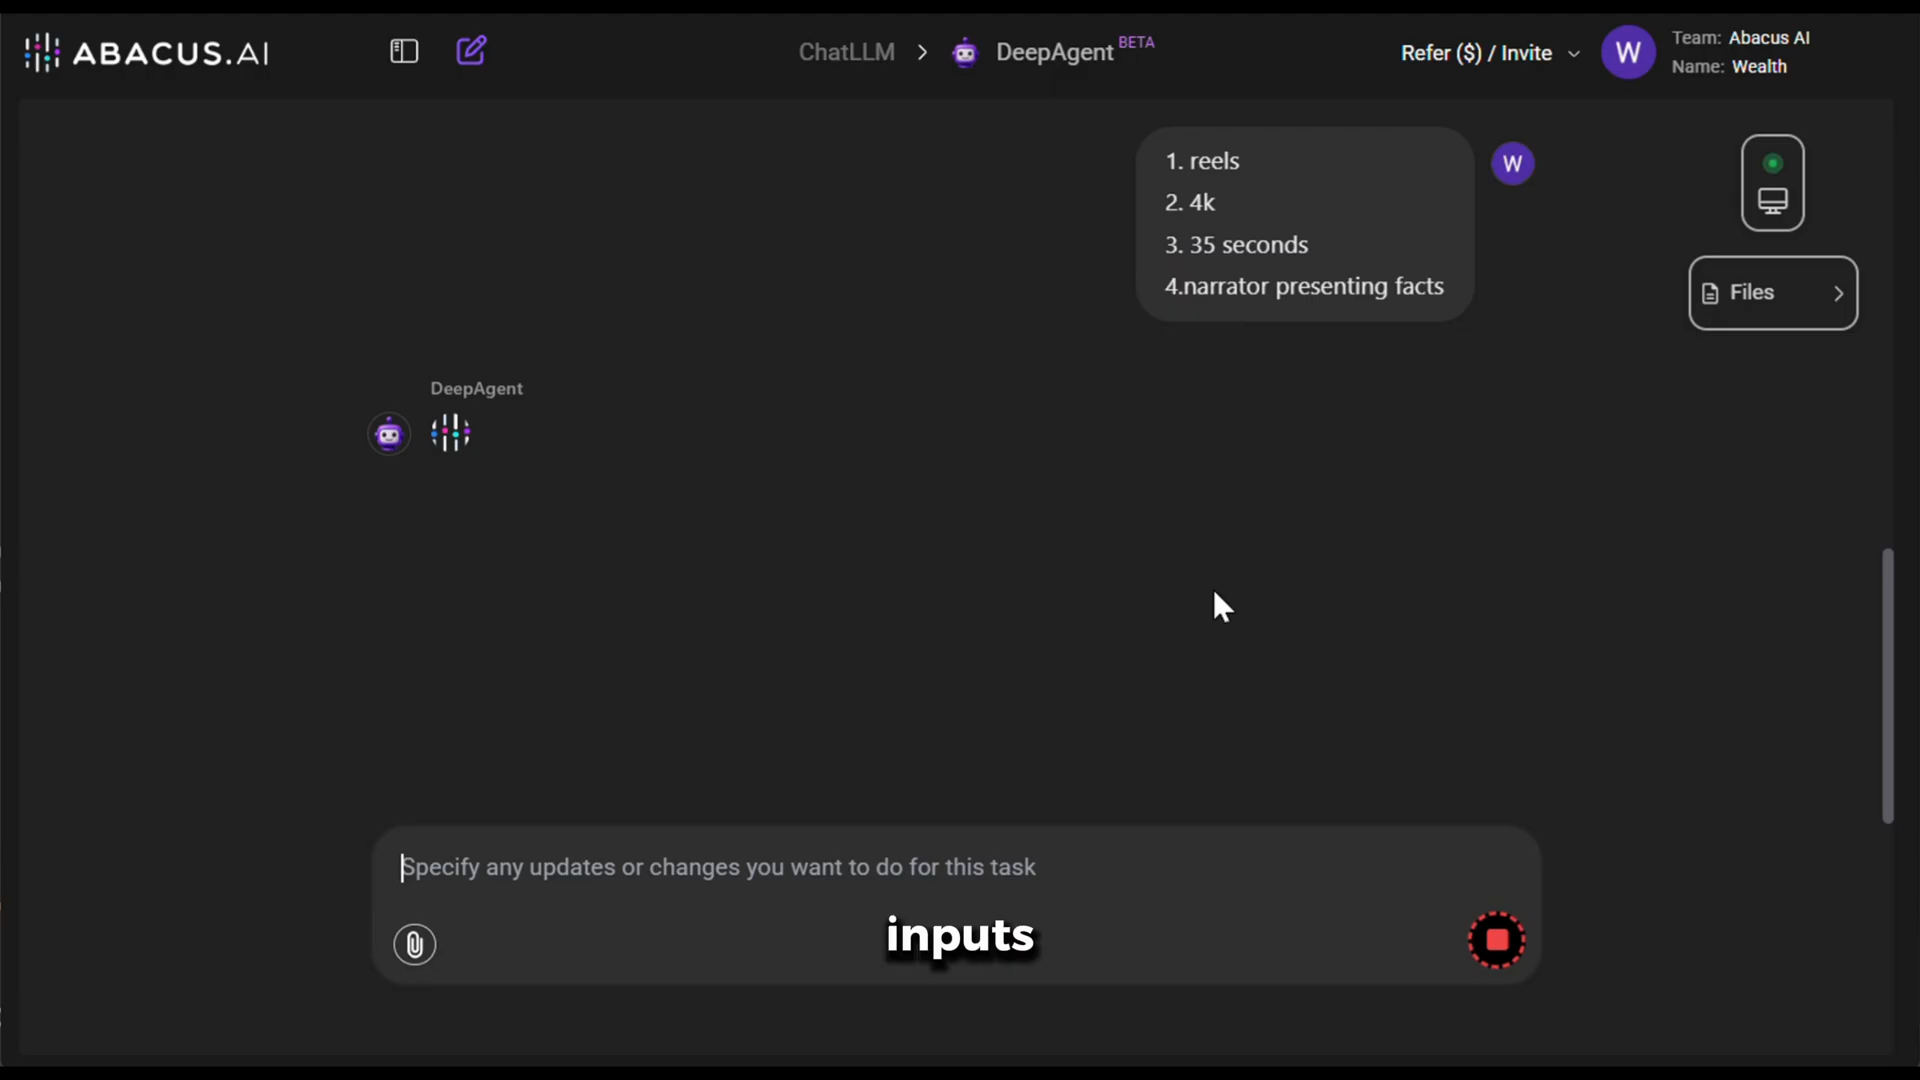 ABACUS.AI
ChatLLM > DeepAgent BETA
Refer ($) / Invite
W
Team: Abacus AI
Name: Wealth
1. reels
2. 4k
3. 35 seconds
4.narrator presenting facts
W
Files
DeepAgent
Specify any updates or changes you want to do for this task
inputs